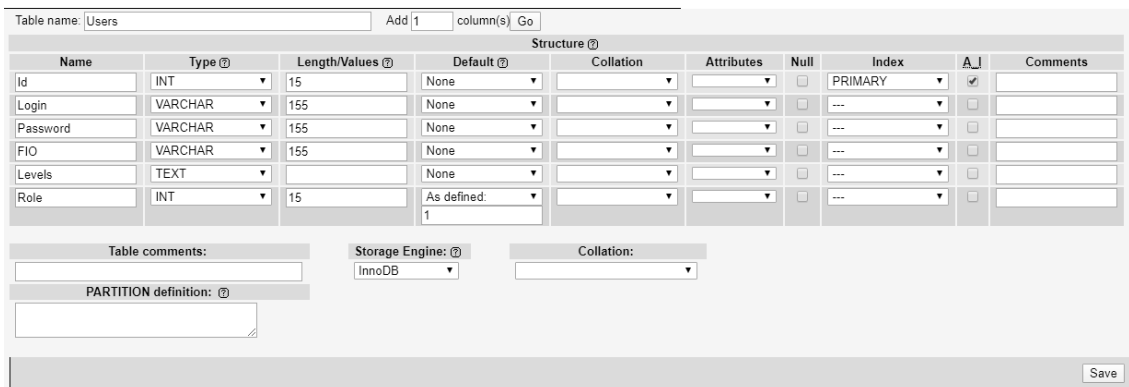 Table name: Users Add 1 column(s) Go
Structure
Name Type Length/Values Default Collation Attributes Null Index A_I Comments
Id INT 15 None PRIMARY
Login VARCHAR 155 None ---
Password VARCHAR 155 None ---
FIO VARCHAR 155 None ---
Levels TEXT None ---
Role INT 15 As defined: ---
1
Table comments: Storage Engine: Collation:
InnoDB
PARTITION definition:
Save